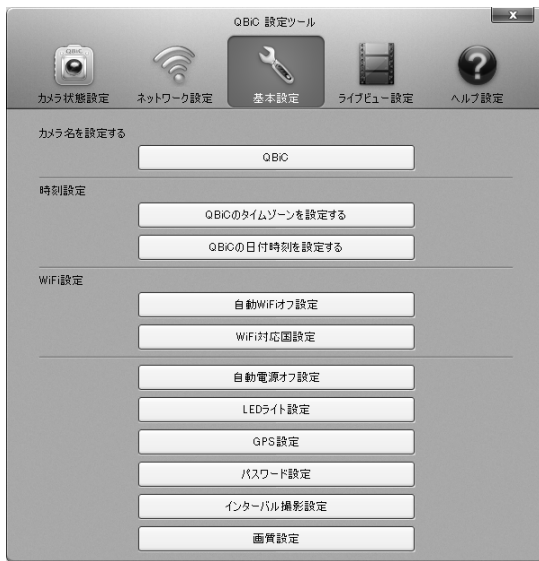 QBiC 設定ツール
x
QBiC
カメラ状態設定 ネットワーク設定 基本設定 ライブビュー設定 ヘルプ設定
カメラ名を設定する
QBiC
時刻設定
QBiCのタイムゾーンを設定する
QBiCの日付時刻を設定する
WiFi設定
自動WiFiオフ設定
WiFi対応国設定
自動電源オフ設定
LEDライト設定
GPS設定
パスワード設定
インターバル撮影設定
画質設定